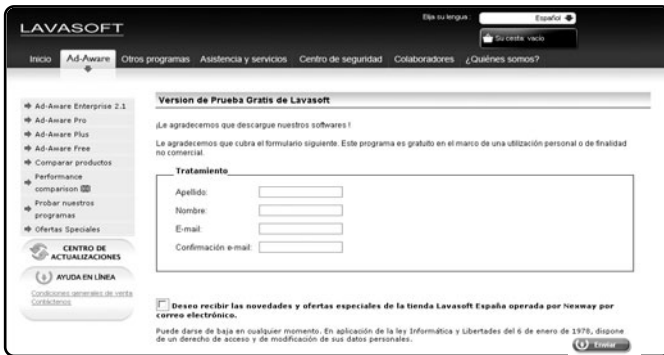 LAVASOFT
Elija su lengua :
Español
Su cesta: vacío
Inicio
Ad-Aware
Otros programas
Asistencia y servicios
Centro de seguridad
Colaboradores
¿Quiénes somos?
Ad-Aware Enterprise 2.1
Ad-Aware Pro
Ad-Aware Plus
Ad-Aware Free
Comparar productos
Performance
comparison
Probar nuestros
programas
Ofertas Speciales
CENTRO DE
ACTUALIZACIONES
AYUDA EN LÍNEA
Condiciones generales de venta
Contáctenos
Version de Prueba Gratis de Lavasoft
¡Le agradecemos que descargue nuestros softwares !
Le agradecemos que cubra el formulario siguiente. Este programa es gratuito en el marco de una utilización personal o de finalidad
no comercial.
Tratamiento
Apellido:
Nombre:
E-mail:
Confirmación e-mail:
Deseo recibir las novedades y ofertas especiales de la tienda Lavasoft España operada por Nexway por
correo electrónico.
Puede darse de baja en cualquier momento. En aplicación de la ley Informática y Libertades del 6 de enero de 1978, dispone
de un derecho de acceso y de modificación de sus datos personales.
Enviar